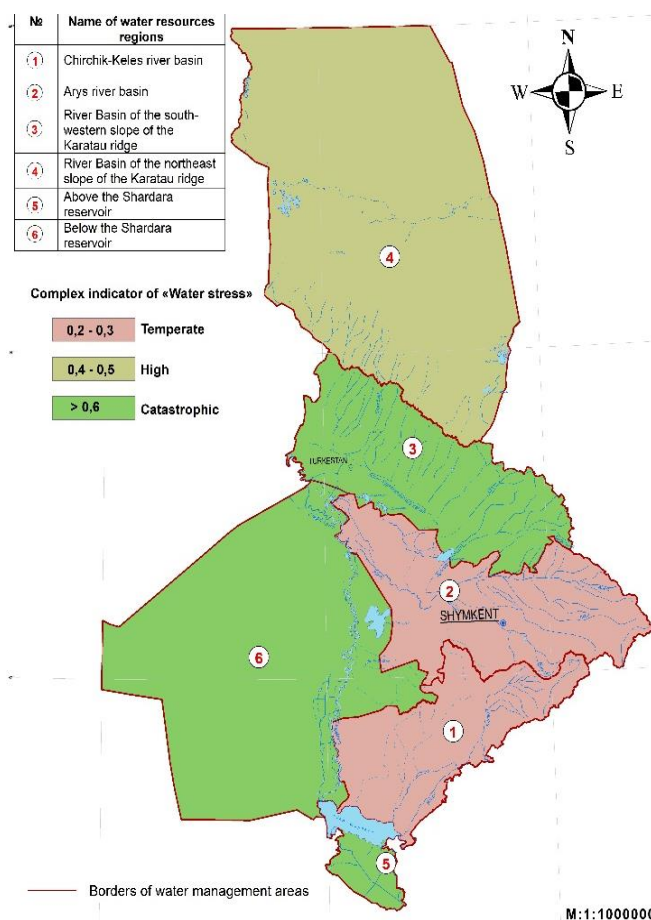 № Name of water resources
regions
1 Chirchik-Keles river basin
2 Arys river basin
3 River Basin of the south-
western slope of the
Karatau ridge
4 River Basin of the northeast
slope of the Karatau ridge
5 Above the Shardara
reservoir
6 Below the Shardara
reservoir
N
W E
S
Complex indicator of «Water stress»
0,2 - 0,3 Temperate
0,4 - 0,5 High
> 0,6 Catastrophic
4
3
TURKESTAN
2
SHYMKENT
6
1
5
Borders of water management areas
M:1:1000000